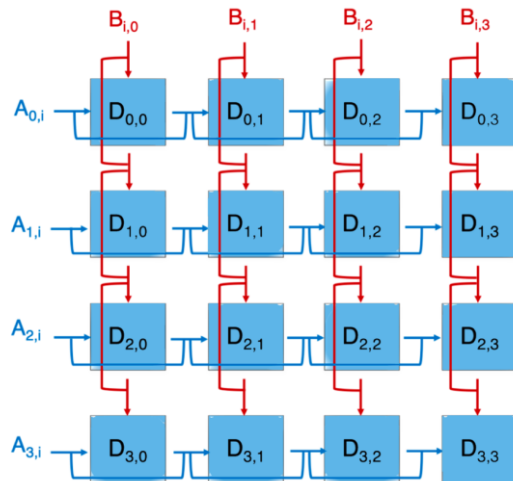 B_{i,0} B_{i,1} B_{i,2} B_{i,3}
A_{0,i} D_{0,0} D_{0,1} D_{0,2} D_{0,3}
A_{1,i} D_{1,0} D_{1,1} D_{1,2} D_{1,3}
A_{2,i} D_{2,0} D_{2,1} D_{2,2} D_{2,3}
A_{3,i} D_{3,0} D_{3,1} D_{3,2} D_{3,3}